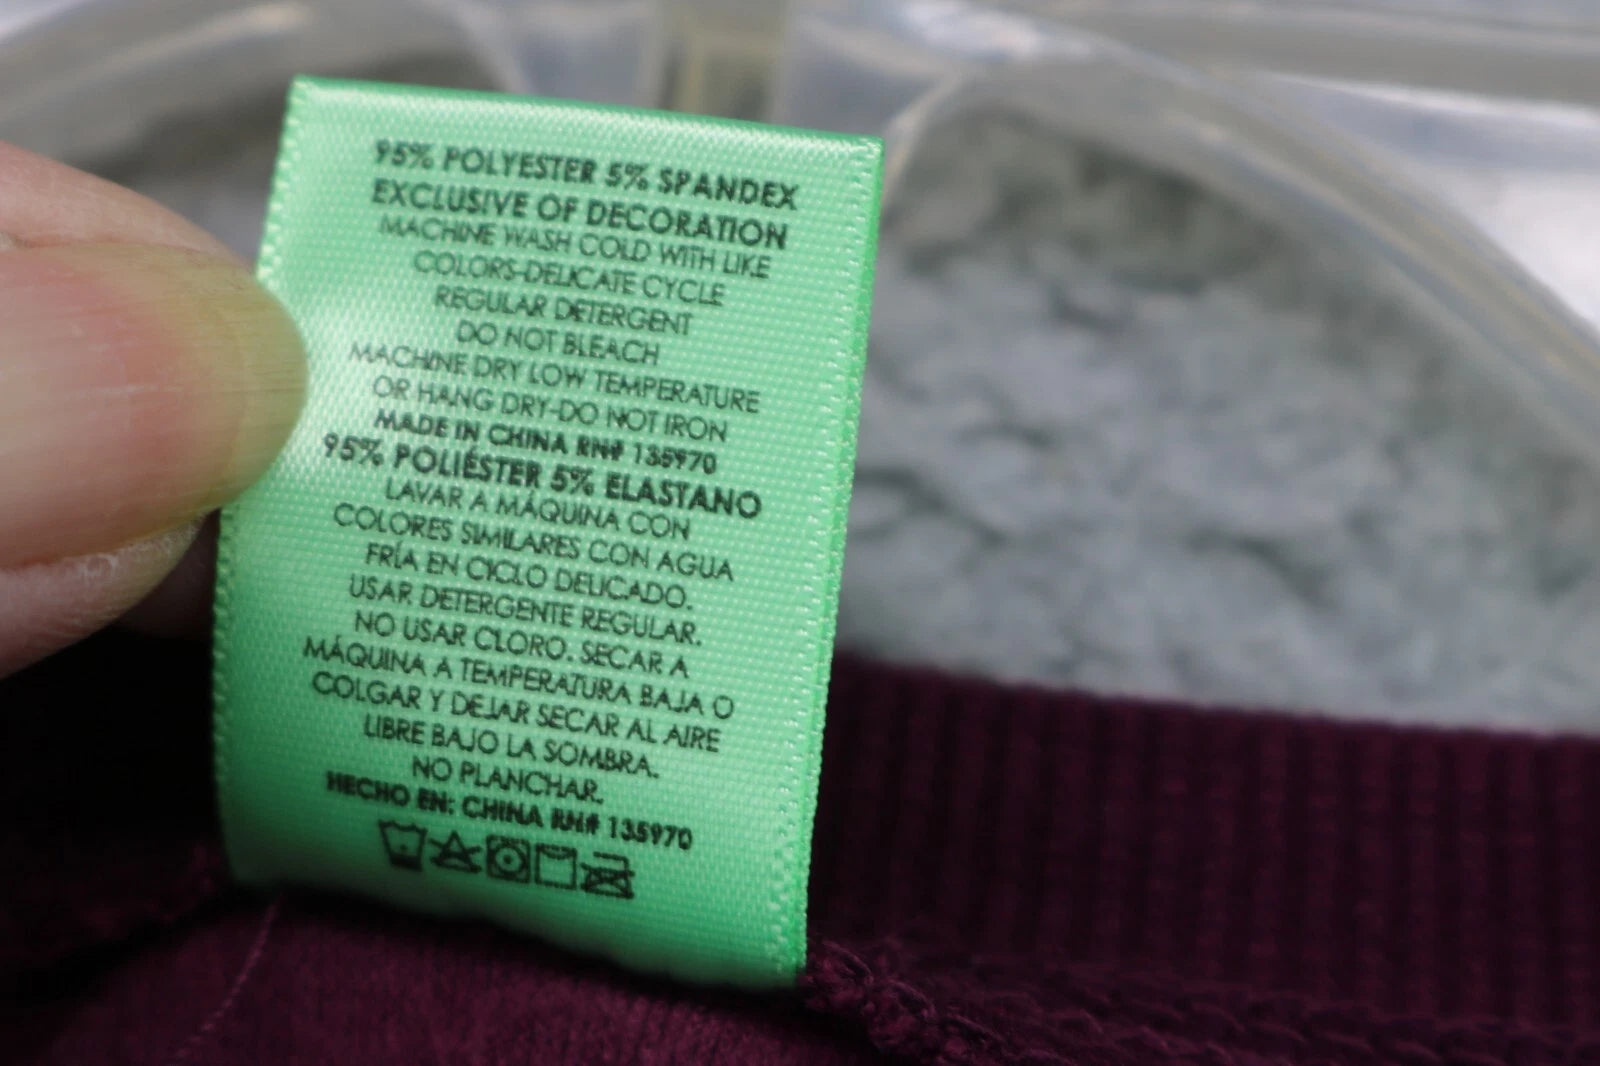 95% POLYESTER 5% SPANDEX
EXCLUSIVE OF DECORATION
MACHINE WASH COLD WITH LIKE
COLORS-DELICATE CYCLE
REGULAR DETERGENT
DO NOT BLEACH
MACHINE DRY LOW TEMPERATURE
OR HANG DRY-DO NOT IRON
MADE IN CHINA RN# 135970
95% POLIÉSTER 5% ELASTANO
LAVAR A MÁQUINA CON
COLORES SIMILARES CON AGUA
FRÍA EN CICLO DELICADO.
USAR DETERGENTE REGULAR.
NO USAR CLORO. SECAR A
MÁQUINA A TEMPERATURA BAJA O
COLGAR Y DEJAR SECAR AL AIRE
LIBRE BAJO LA SOMBRA.
NO PLANCHAR.
HECHO EN: CHINA RN# 135970